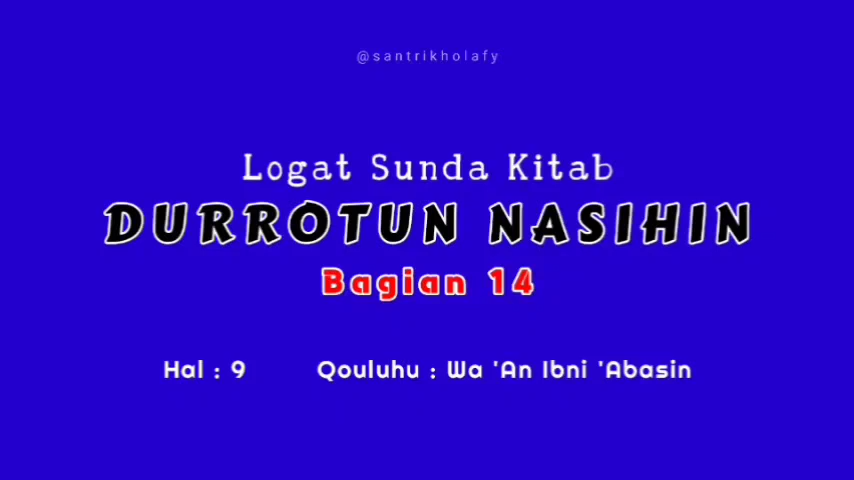 @santrikholafy
Logat Sunda Kitab
DURROTUN NASIHIN
Bagian 14
Hal : 9 Qouluhu : Wa 'An Ibni 'Abasin